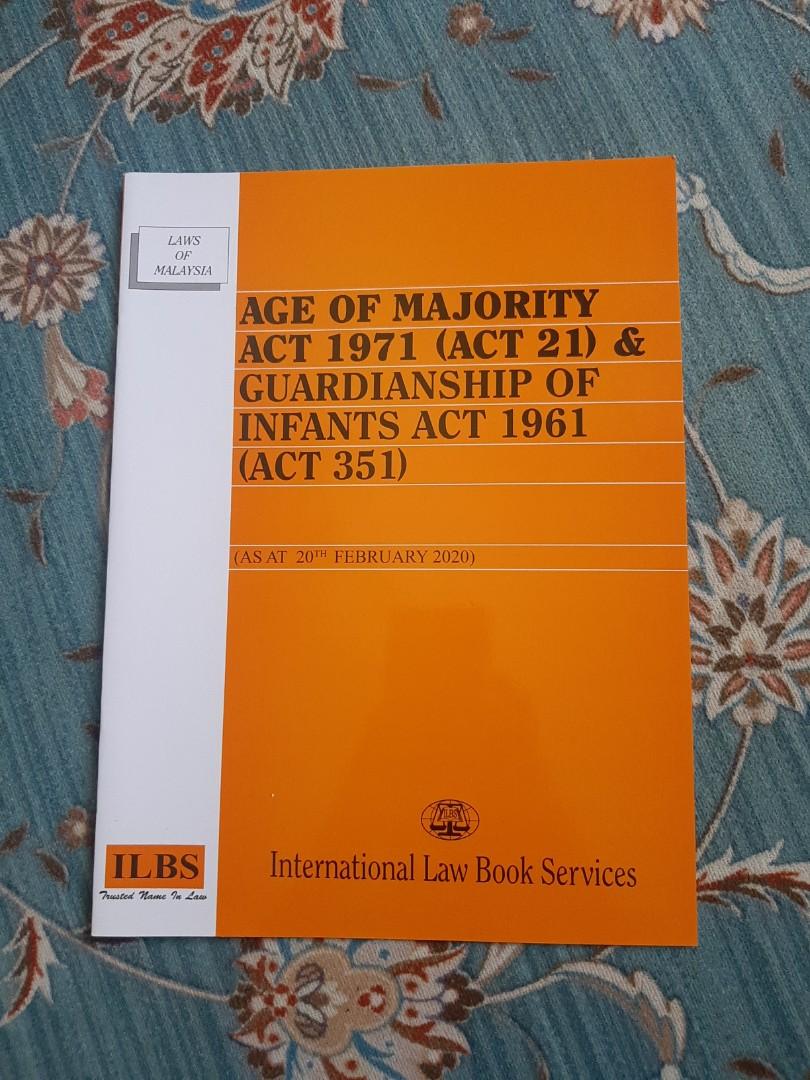 LAWS
OF
MALAYSIA
AGE OF MAJORITY
ACT 1971 (ACT 21) &
GUARDIANSHIP OF
INFANTS ACT 1961
(ACT 351)
(AS AT 20TH FEBRUARY 2020)
ILBS
International Law Book Services
ILBS
Trusted Name In Law